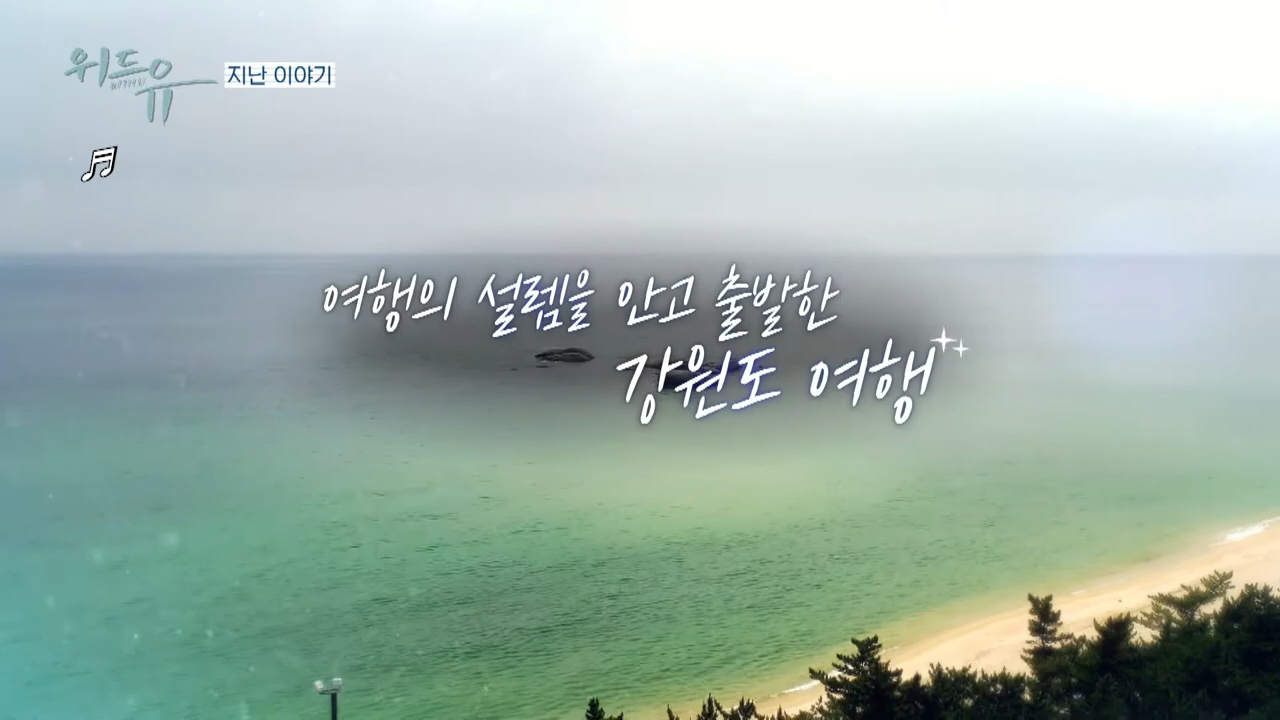 위드유
지난 이야기
여행의 설렘을 안고 출발한
강원도 여행